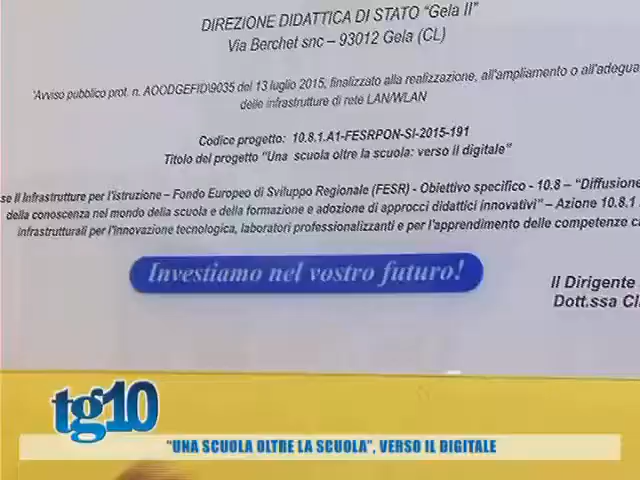 DIREZIONE DIDATTICA DI STATO "Gela II"
Via Berchet snc – 93012 Gela (CL)
'Avviso pubblico prot. n. AOODGEFID\9035 del 13 luglio 2015, finalizzato alla realizzazione, all'ampliamento o all'adegua
delle infrastrutture di rete LAN/WLAN
Codice progetto: 10.8.1.A1-FESRPON-SI-2015-191
Titolo del progetto "Una scuola oltre la scuola: verso il digitale"
se II Infrastrutture per l'istruzione – Fondo Europeo di Sviluppo Regionale (FESR) - Obiettivo specifico - 10.8 – "Diffusione
della conoscenza nel mondo della scuola e della formazione e adozione di approcci didattici innovativi" – Azione 10.8.1
infrastrutturali per l'innovazione tecnologica, laboratori professionalizzanti e per l'apprendimento delle competenze c
Investiamo nel vostro futuro!
Il Dirigente
Dott.ssa C
tg10
"UNA SCUOLA OLTRE LA SCUOLA", VERSO IL DIGITALE